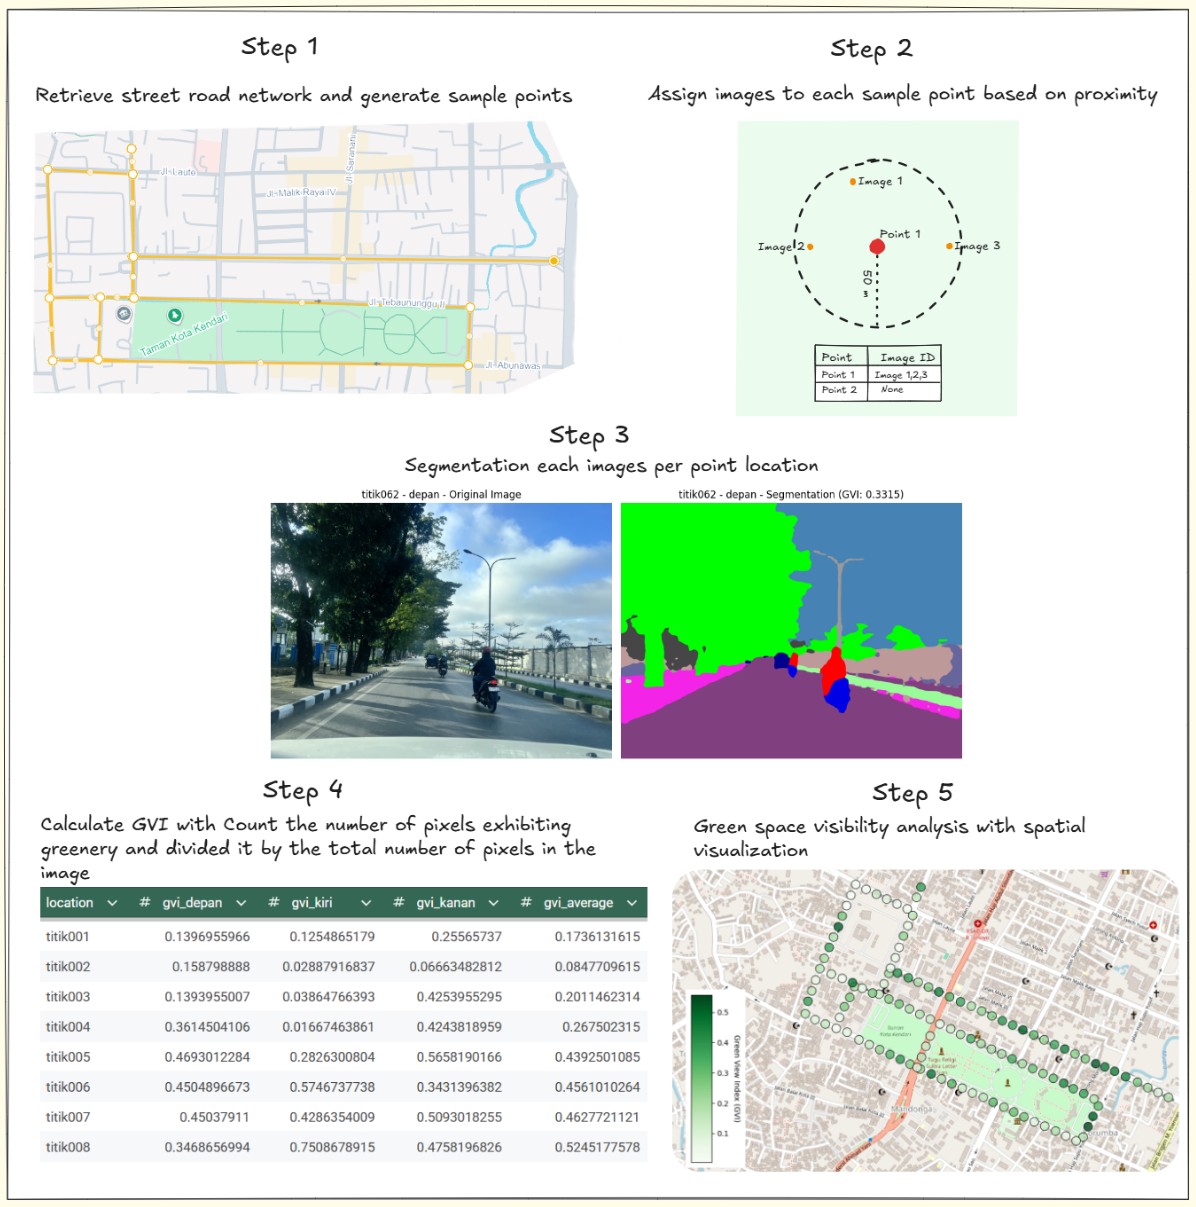 Step 1
Retrieve street road network and generate sample points
Jl. Laute
Jl. Saranani
Jl. Malik Raya IV
Jl. Tebaununggu II
Taman Kota Kendari
Jl. Abunawas
Step 2
Assign images to each sample point based on proximity
Image 1
Point 1
Image 2
Image 3
50 m
Point Image ID
Point 1 Image 1,2,3
Point 2 None
Step 3
Segmentation each images per point location
titik062 - depan - Original Image
titik062 - depan - Segmentation (GVI: 0.3315)
Step 4
Calculate GVI with Count the number of pixels exhibiting
greenery and divided it by the total number of pixels in the
image
location # gvi_depan # gvi_kiri # gvi_kanan # gvi_average
titik001 0.1396955966 0.1254865179 0.25565737 0.1736131615
titik002 0.158798888 0.02887916837 0.06663482812 0.0847709615
titik003 0.1393955007 0.03864766393 0.4253955295 0.2011462314
titik004 0.3614504106 0.01667463861 0.4243818959 0.267502315
titik005 0.4693012284 0.2826300804 0.5658190166 0.4392501085
titik006 0.4504896673 0.5746737738 0.3431396382 0.4561010264
titik007 0.45037911 0.4286354009 0.5093018255 0.4627721121
titik008 0.3468656994 0.7508678915 0.4758196826 0.5245177578
Step 5
Green space visibility analysis with spatial
visualization
0.5
0.4
0.3
0.2
0.1
Green View Index (GVI)
Mandonga